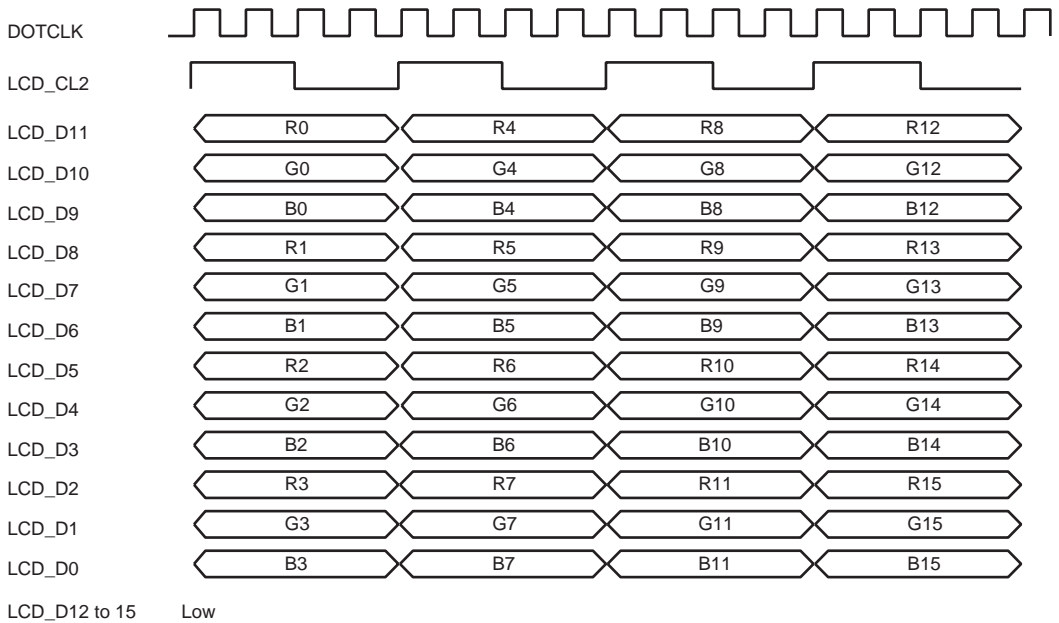 DOTCLK
LCD_CL2
LCD_D11 R0 R4 R8 R12
LCD_D10 G0 G4 G8 G12
LCD_D9 B0 B4 B8 B12
LCD_D8 R1 R5 R9 R13
LCD_D7 G1 G5 G9 G13
LCD_D6 B1 B5 B9 B13
LCD_D5 R2 R6 R10 R14
LCD_D4 G2 G6 G10 G14
LCD_D3 B2 B6 B10 B14
LCD_D2 R3 R7 R11 R15
LCD_D1 G3 G7 G11 G15
LCD_D0 B3 B7 B11 B15
LCD_D12 to 15 Low